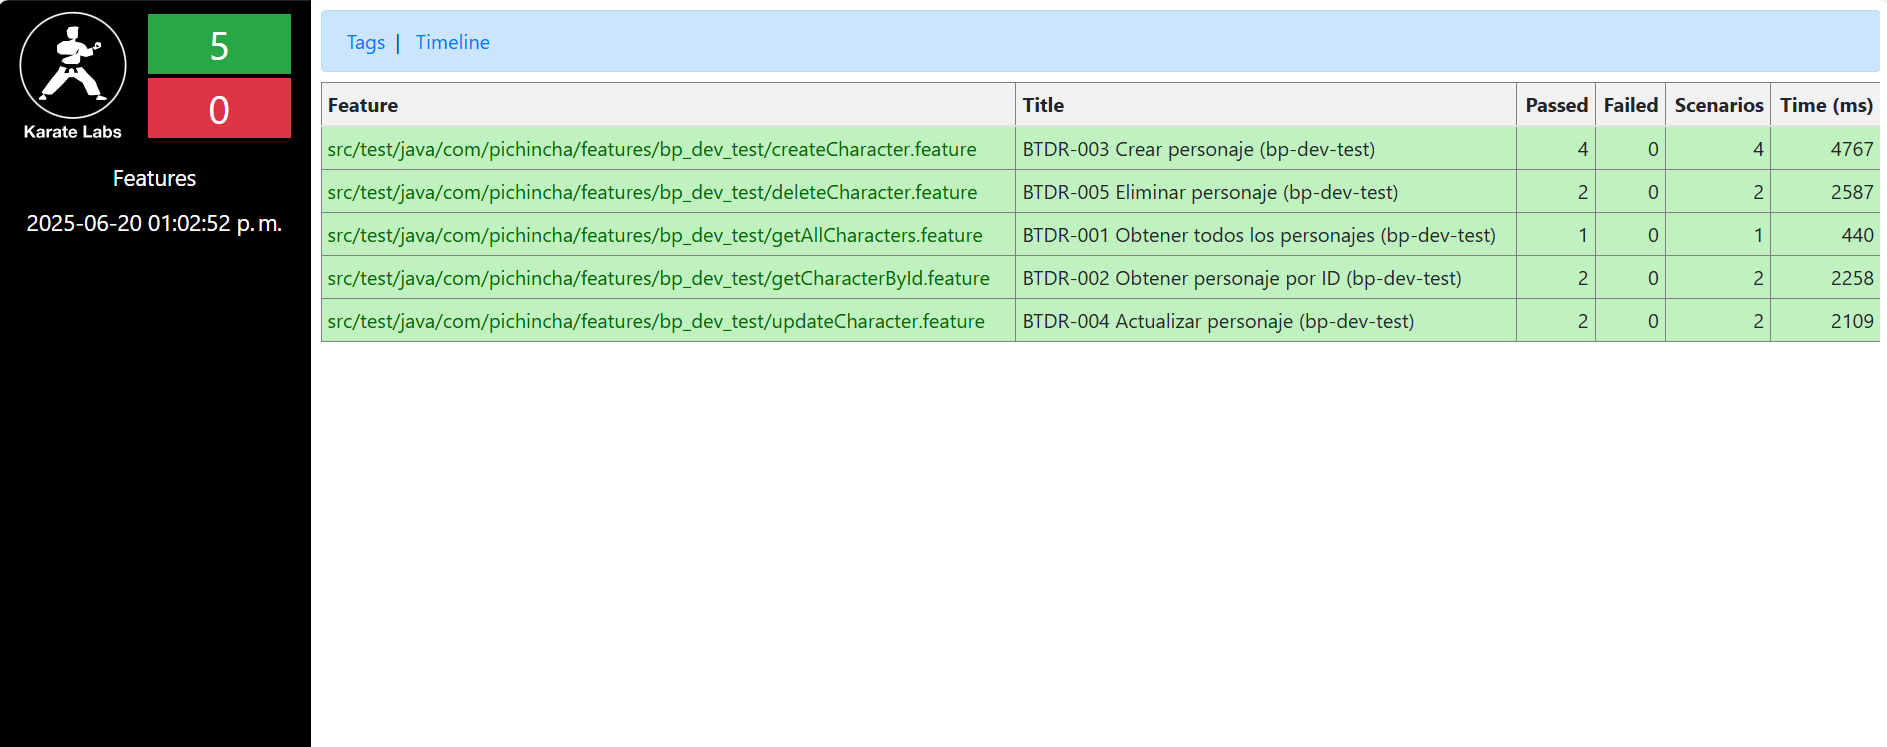 Karate Labs
5
0
Features
2025-06-20 01:02:52 p. m.
Tags | Timeline
Feature Title Passed Failed Scenarios Time (ms)
src/test/java/com/pichincha/features/bp_dev_test/createCharacter.feature BTDR-003 Crear personaje (bp-dev-test) 4 0 4 4767
src/test/java/com/pichincha/features/bp_dev_test/deleteCharacter.feature BTDR-005 Eliminar personaje (bp-dev-test) 2 0 2 2587
src/test/java/com/pichincha/features/bp_dev_test/getAllCharacters.feature BTDR-001 Obtener todos los personajes (bp-dev-test) 1 0 1 440
src/test/java/com/pichincha/features/bp_dev_test/getCharacterById.feature BTDR-002 Obtener personaje por ID (bp-dev-test) 2 0 2 2258
src/test/java/com/pichincha/features/bp_dev_test/updateCharacter.feature BTDR-004 Actualizar personaje (bp-dev-test) 2 0 2 2109